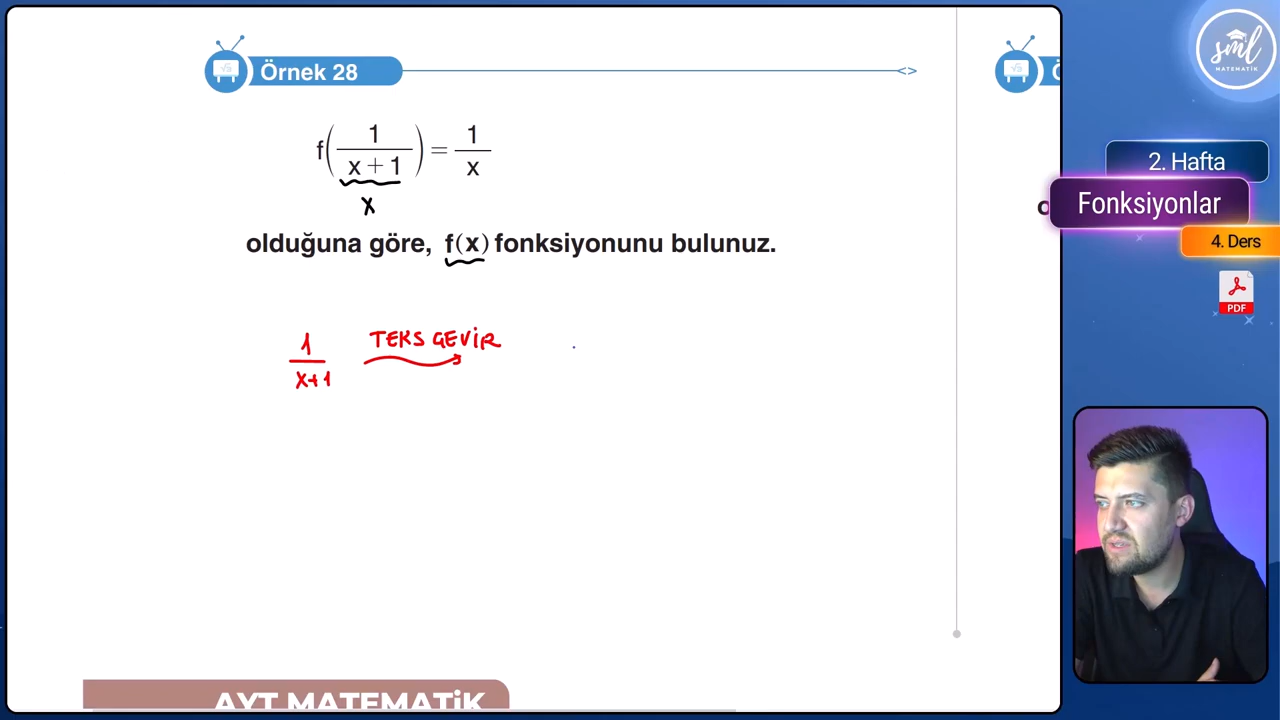 Örnek 28
f(1/(x + 1)) = 1/x
x
olduğuna göre, f(x) fonksiyonunu bulunuz.
1/(x+1) TERS ÇEVİR
AYT MATEMATİK
sml
MATEMATİK
2. Hafta
Fonksiyonlar
4. Ders
PDF